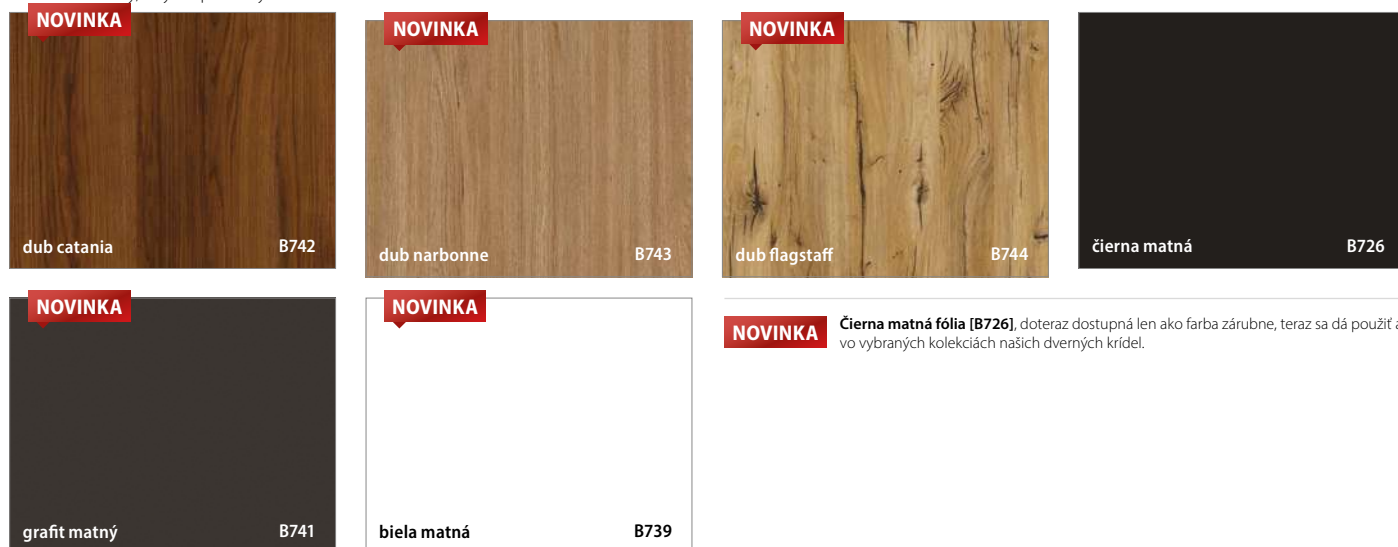 NOVINKA
dub catania B742
NOVINKA
dub narbonne B743
NOVINKA
dub flagstaff B744
čierna matná B726
NOVINKA
grafit matný B741
NOVINKA
biela matná B739
NOVINKA
Čierna matná fólia [B726], doteraz dostupná len ako farba zárubne, teraz sa dá použiť
vo vybraných kolekciách našich dverných krídel.